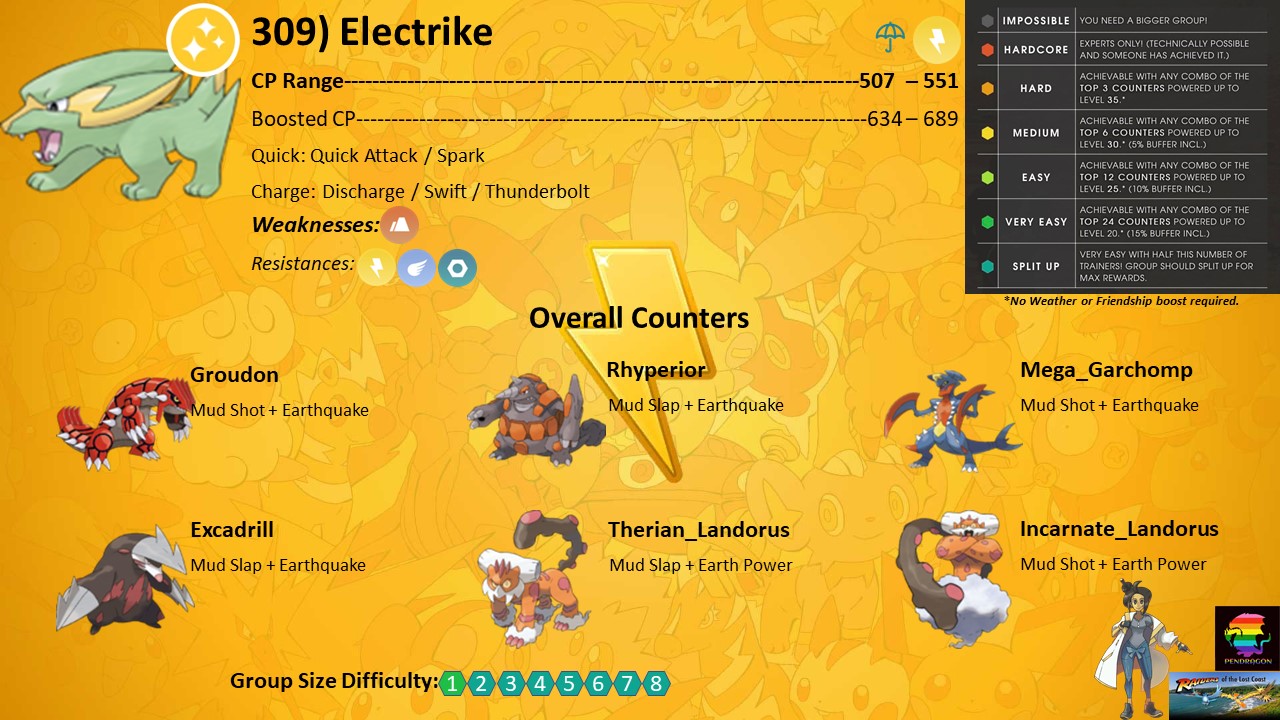 309) Electrike
CP Range---507 – 551
Boosted CP---634 – 689
Quick: Quick Attack / Spark
Charge: Discharge / Swift / Thunderbolt
Weaknesses:
Resistances:
IMPOSSIBLE YOU NEED A BIGGER GROUP!
HARDCORE EXPERTS ONLY! (TECHNICALLY POSSIBLE
AND SOMEONE HAS ACHIEVED IT.)
HARD ACHIEVABLE WITH ANY COMBO OF THE
TOP 3 COUNTERS POWERED UP TO
LEVEL 35.*
MEDIUM ACHIEVABLE WITH ANY COMBO OF THE
TOP 6 COUNTERS POWERED UP TO
LEVEL 30.* (5% BUFFER INCL.)
EASY ACHIEVABLE WITH ANY COMBO OF THE
TOP 12 COUNTERS POWERED UP TO
LEVEL 25.* (10% BUFFER INCL.)
VERY EASY ACHIEVABLE WITH ANY COMBO OF THE
TOP 24 COUNTERS POWERED UP TO
LEVEL 20.* (15% BUFFER INCL.)
SPLIT UP VERY EASY WITH HALF THIS NUMBER OF
TRAINERS! GROUP SHOULD SPLIT UP FOR
MAX REWARDS.
*No Weather or Friendship boost required.
Overall Counters
Groudon
Mud Shot + Earthquake
Rhyperior
Mud Slap + Earthquake
Mega_Garchomp
Mud Shot + Earthquake
Excadrill
Mud Slap + Earthquake
Therian_Landorus
Mud Slap + Earth Power
Incarnate_Landorus
Mud Shot + Earth Power
Group Size Difficulty: 1 2 3 4 5 6 7 8
PENDRAGON
RAIDERS of the Lost Coast